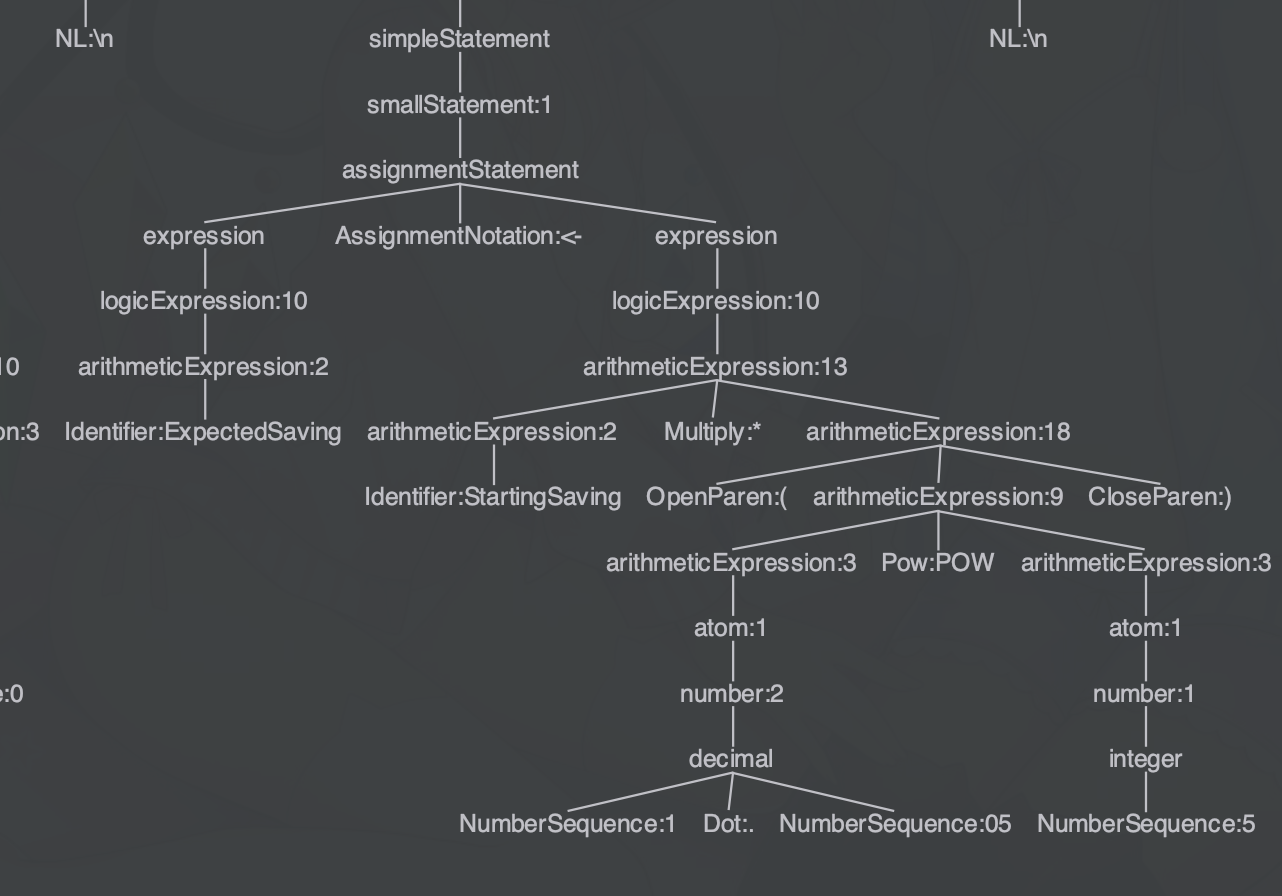 NL:\n simpleStatement NL:\n
smallStatement:1
assignmentStatement
expression AssignmentNotation:<- expression
logicExpression:10 logicExpression:10
10 arithmeticExpression:2 arithmeticExpression:13
on:3 Identifier:ExpectedSaving arithmeticExpression:2 Multiply:* arithmeticExpression:18
Identifier:StartingSaving OpenParen:( arithmeticExpression:9 CloseParen:)
arithmeticExpression:3 Pow:POW arithmeticExpression:3
atom:1 atom:1
e:0 number:2 number:1
decimal integer
NumberSequence:1 Dot:. NumberSequence:05 NumberSequence:5